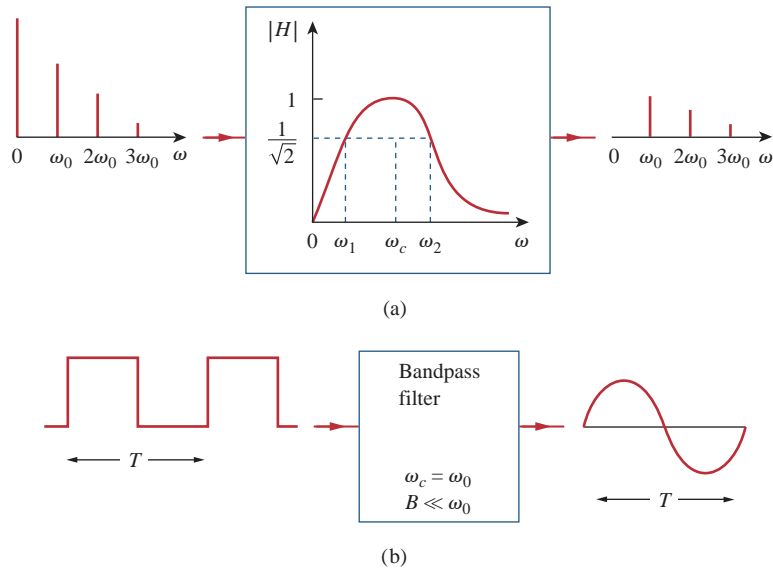 |H|
1
1/√2
0 ω₀ 2ω₀ 3ω₀ ω
0 ω₁ ω_c ω₂ ω
0 ω₀ 2ω₀ 3ω₀ ω
(a)
Bandpass
filter
ω_c = ω₀
B ≪ ω₀
T
T
(b)